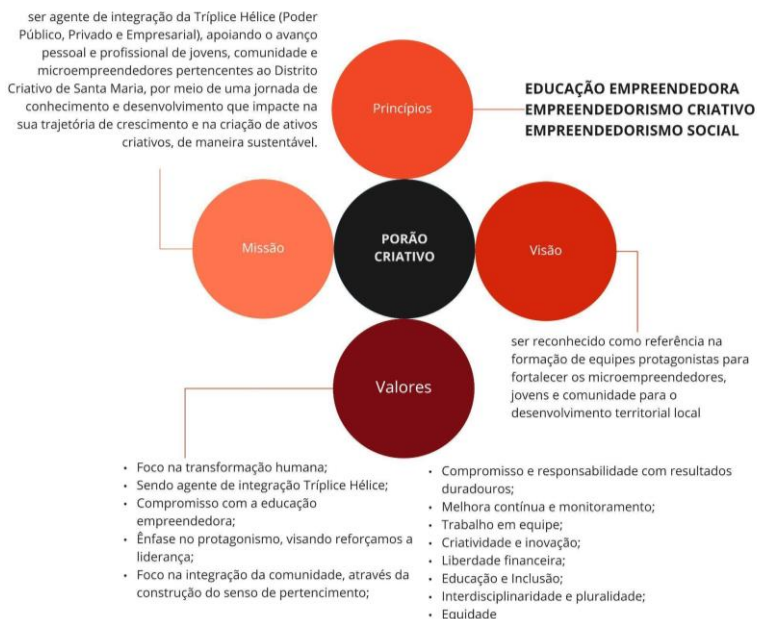 ser agente de integração da Tríplice Hélice (Poder
Público, Privado e Empresarial), apoiando o avanço
pessoal e profissional de jovens, comunidade e
microempreendedores pertencentes ao Distrito
Criativo de Santa Maria, por meio de uma jornada de
conhecimento e desenvolvimento que impacte na
sua trajetória de crescimento e na criação de ativos
criativos, de maneira sustentável.
Princípios
EDUCAÇÃO EMPREENDEDORA
EMPREENDEDORISMO CRIATIVO
EMPREENDEDORISMO SOCIAL
Missão
PORÃO
CRIATIVO
Visão
ser reconhecido como referência na
formação de equipes protagonistas para
fortalecer os microempreendedores,
jovens e comunidade para o
desenvolvimento territorial local
Valores
• Foco na transformação humana;
• Sendo agente de integração Tríplice Hélice;
• Compromisso com a educação
empreendedora;
• Ênfase no protagonismo, visando reforçamos a
liderança;
• Foco na integração da comunidade, através da
construção do senso de pertencimento;
• Compromisso e responsabilidade com resultados
duradouros;
• Melhora contínua e monitoramento;
• Trabalho em equipe;
• Criatividade e inovação;
• Liberdade financeira;
• Educação e Inclusão;
• Interdisciplinaridade e pluralidade;
• Equidade